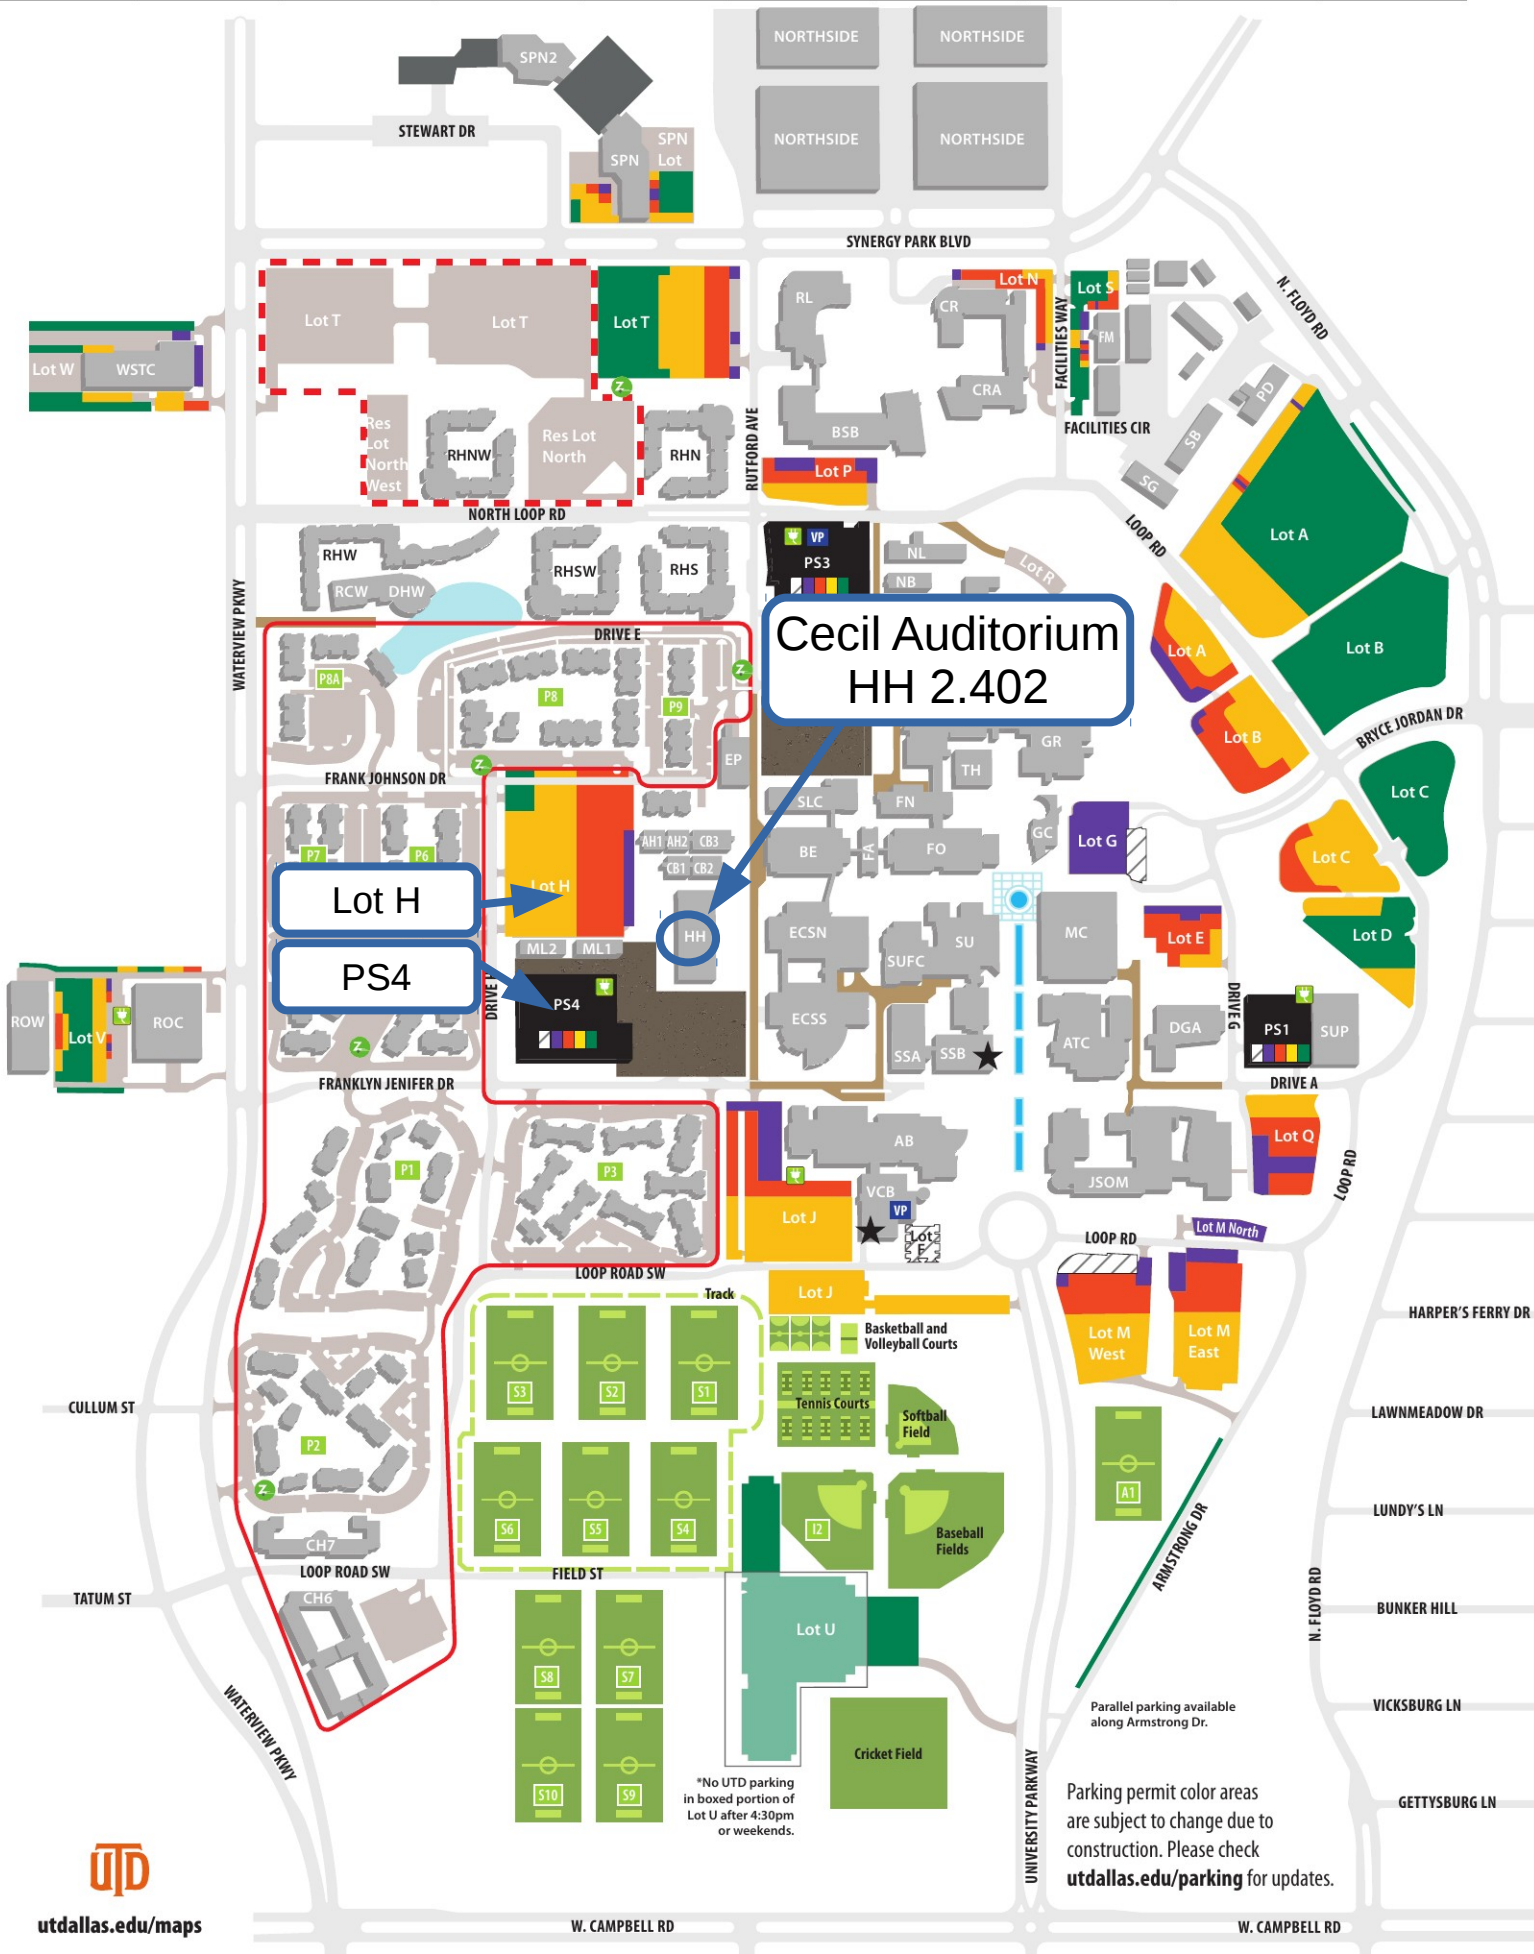 NORTHSIDE
NORTHSIDE
SPN2
STEWART DR
NORTHSIDE
NORTHSIDE
SPN
Lot
SPN
SYNERGY PARK BLVD
N. FLOYD RD
Lot T
Lot T
Lot T
RL
CR
Lot N
Lot S
FM
FACILITIES WAY
Lot W
WSTC
CRA
PD
Res
Lot
North
West
RHNW
Res Lot
North
RHN
RUTFORD AVE
BSB
FACILITIES CIR
SB
SG
Lot P
NORTH LOOP RD
LOOP RD
Lot A
VP
PS3
NL
NB
Lot R
RHW
RCW
DHW
RHSW
RHS
WATERVIEW PKWY
DRIVE E
Cecil Auditorium
HH 2.402
Lot A
Lot B
P8A
P8
P9
Lot B
BRYCE JORDAN DR
EP
GR
TH
FRANK JOHNSON DR
SLC
FN
Lot C
GC
Lot G
P7
P6
AH1
AH2
CB3
CB1
CB2
BE
FA
FO
Lot C
Lot H
Lot H
HH
ECSN
SU
SUFC
MC
Lot E
Lot D
ML2
ML1
PS4
PS4
ROW
Lot V
ROC
ECSS
SSA
SSB
ATC
DGA
DRIVE G
PS1
SUP
FRANKLYN JENIFER DR
DRIVE A
P1
P3
AB
Lot Q
JSOM
LOOP RD
VCB
VP
Lot J
Lot
F
Lot M North
LOOP RD
LOOP ROAD SW
Track
Lot J
HARPER'S FERRY DR
Basketball and
Volleyball Courts
Lot M
West
Lot M
East
S3
S2
S1
Tennis Courts
Softball
Field
CULLUM ST
LAWNMEADOW DR
P2
A1
S6
S5
S4
I2
Baseball
Fields
LUNDY'S LN
ARMSTRONG DR
CH7
LOOP ROAD SW
FIELD ST
TATUM ST
CH6
N. FLOYD RD
BUNKER HILL
Lot U
S8
S7
WATERVIEW PKWY
Parallel parking available
along Armstrong Dr.
VICKSBURG LN
Cricket Field
S10
S9
*No UTD parking
in boxed portion of
Lot U after 4:30pm
or weekends.
UNIVERSITY PARKWAY
Parking permit color areas
are subject to change due to
construction. Please check
utdallas.edu/parking for updates.
GETTYSBURG LN
UTD
utdallas.edu/maps
W. CAMPBELL RD
W. CAMPBELL RD